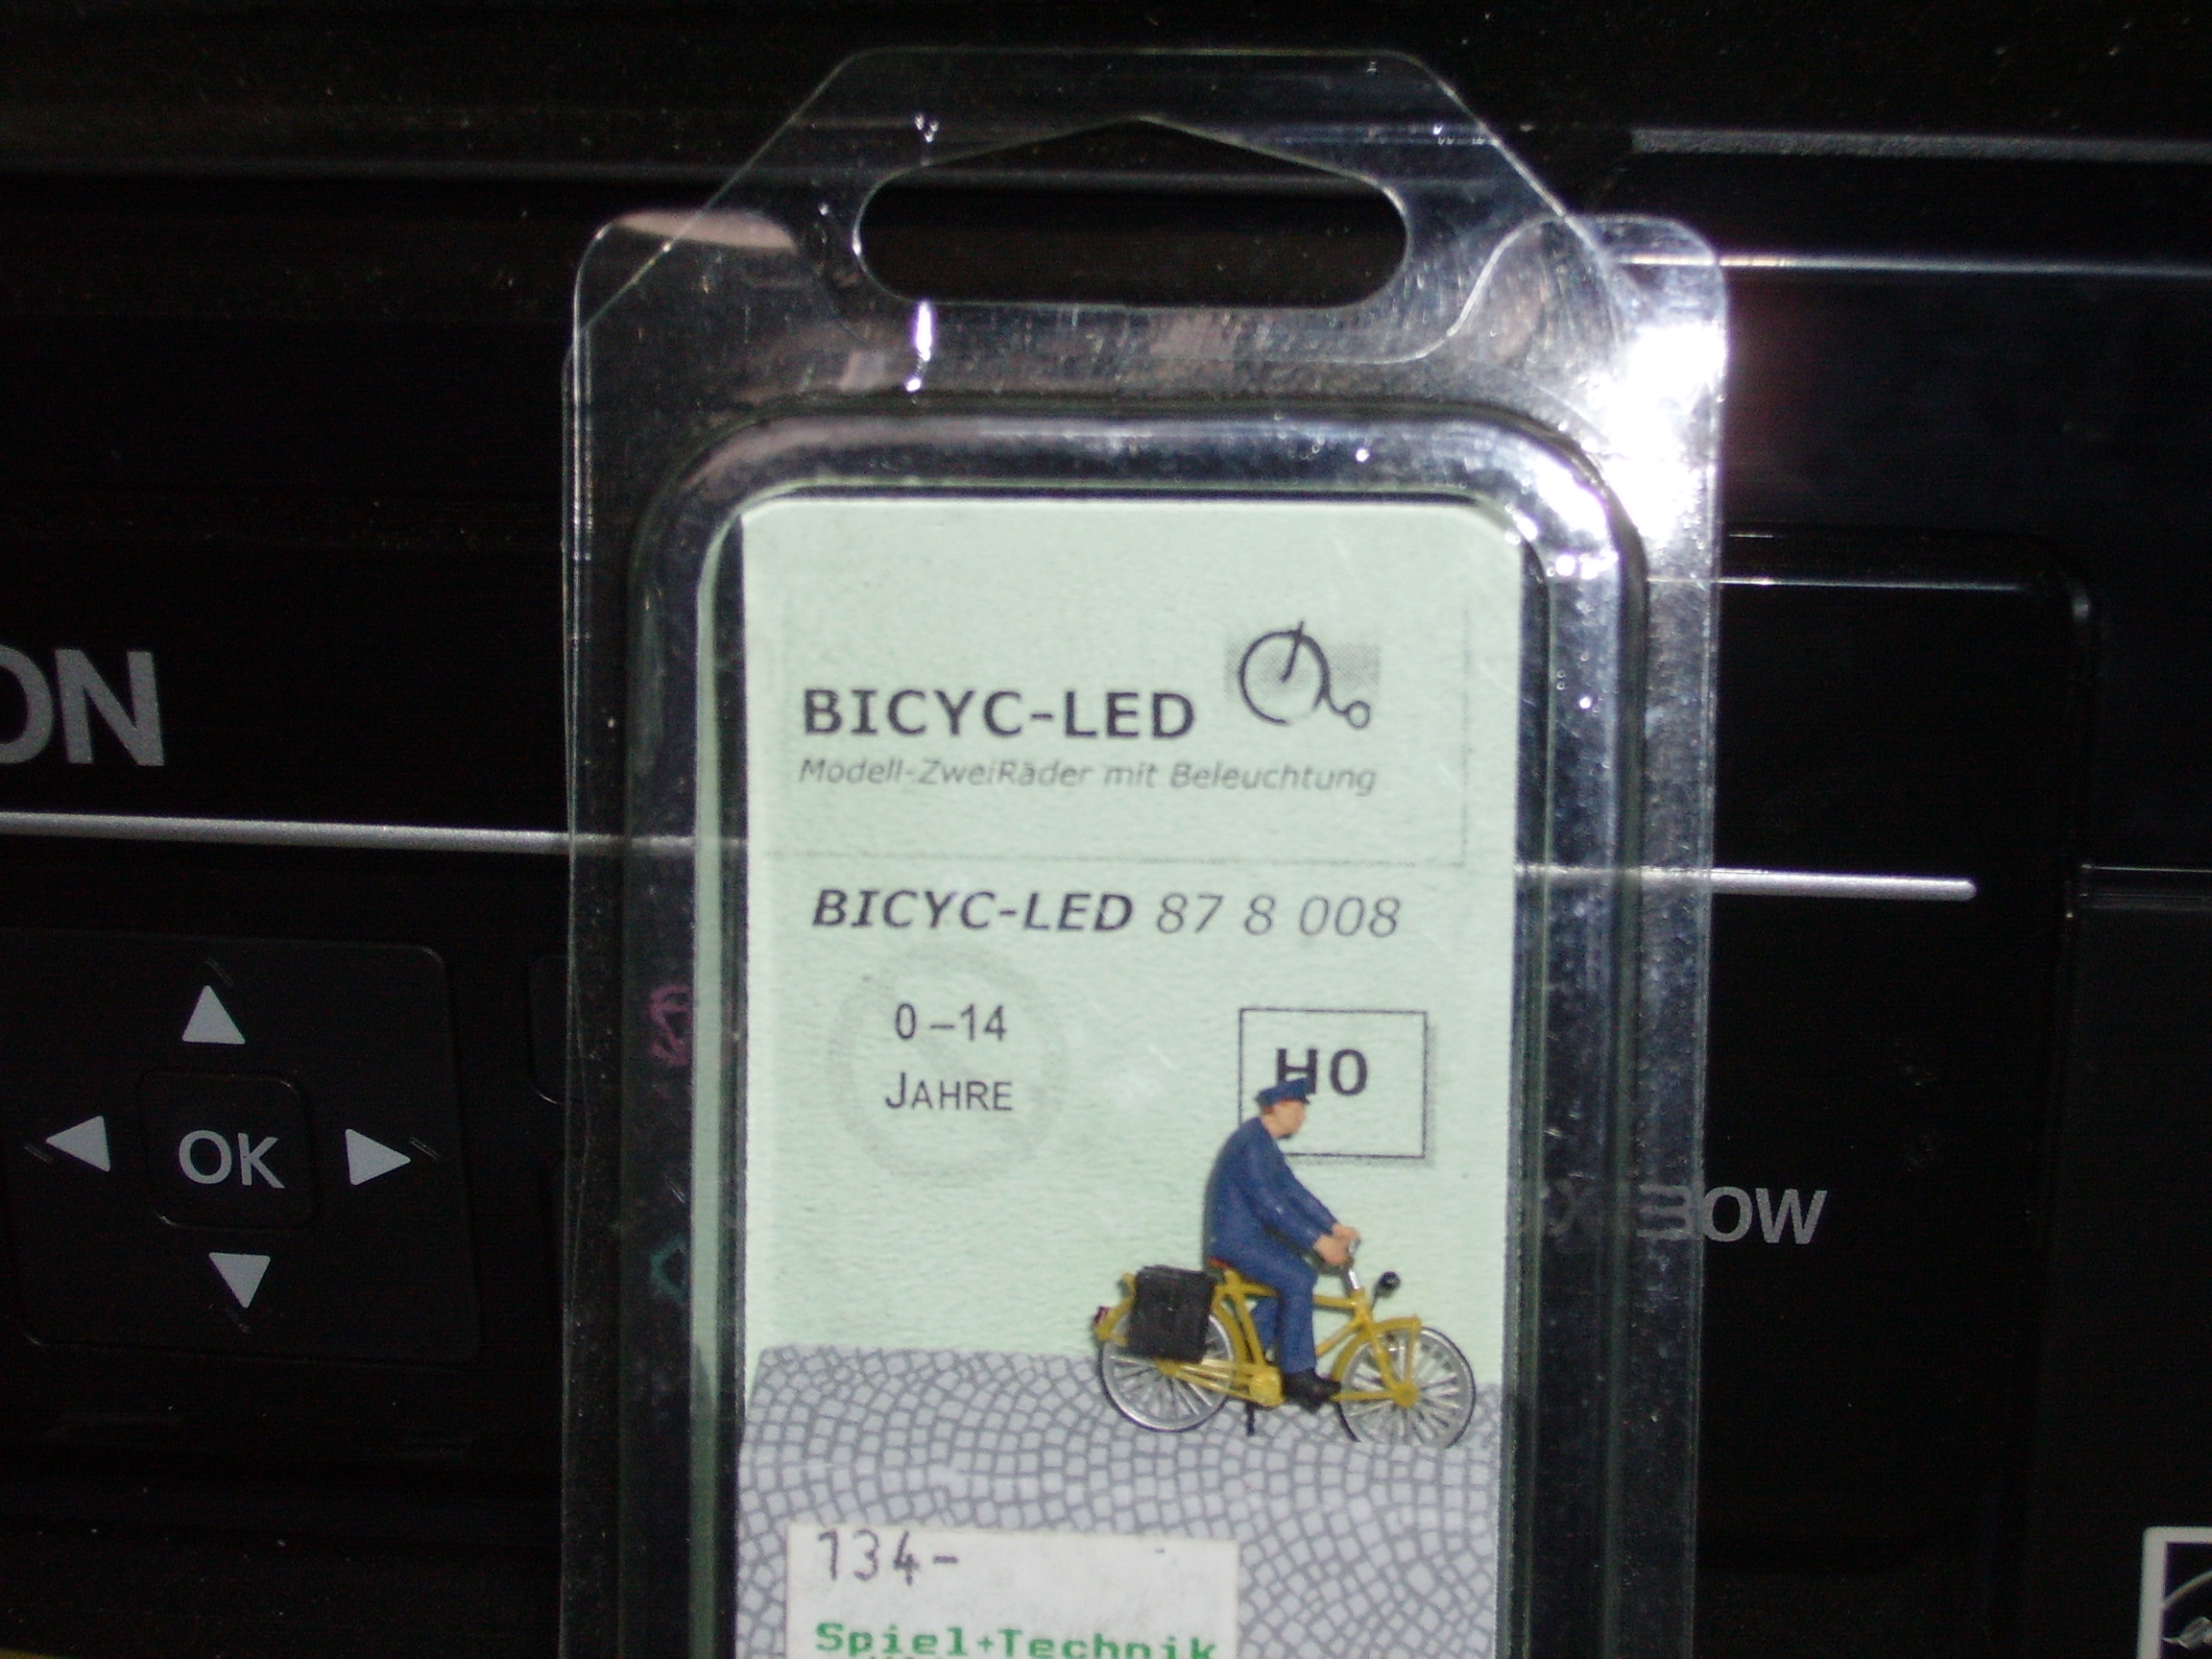 BICYC-LED
Modell-ZweiRäder mit Beleuchtung
BICYC-LED 87 8 008
0–14
JAHRE
H0
134-
Spiel+Technik
ON
OK